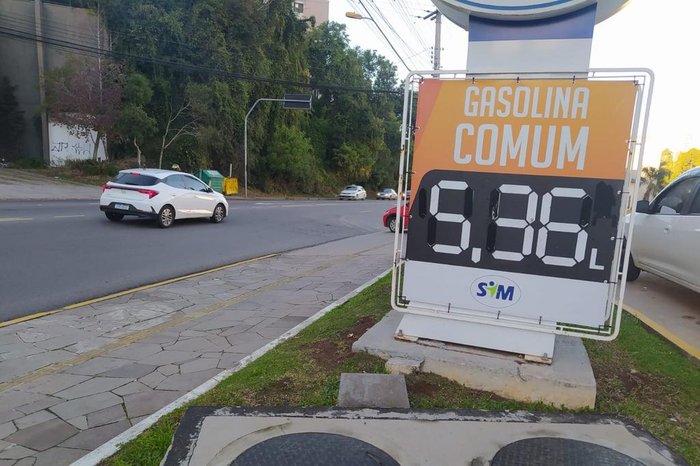 GASOLINA
COMUM
5,36 L
SIM